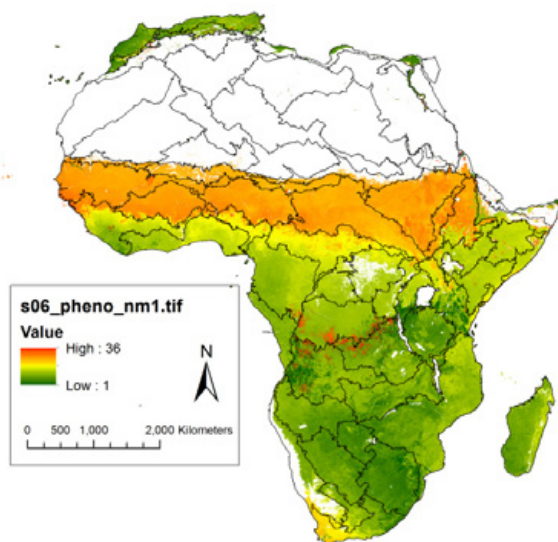 s06_pheno_nm1.tif
Value
High : 36
Low : 1
N
0 500 1,000 2,000 Kilometers